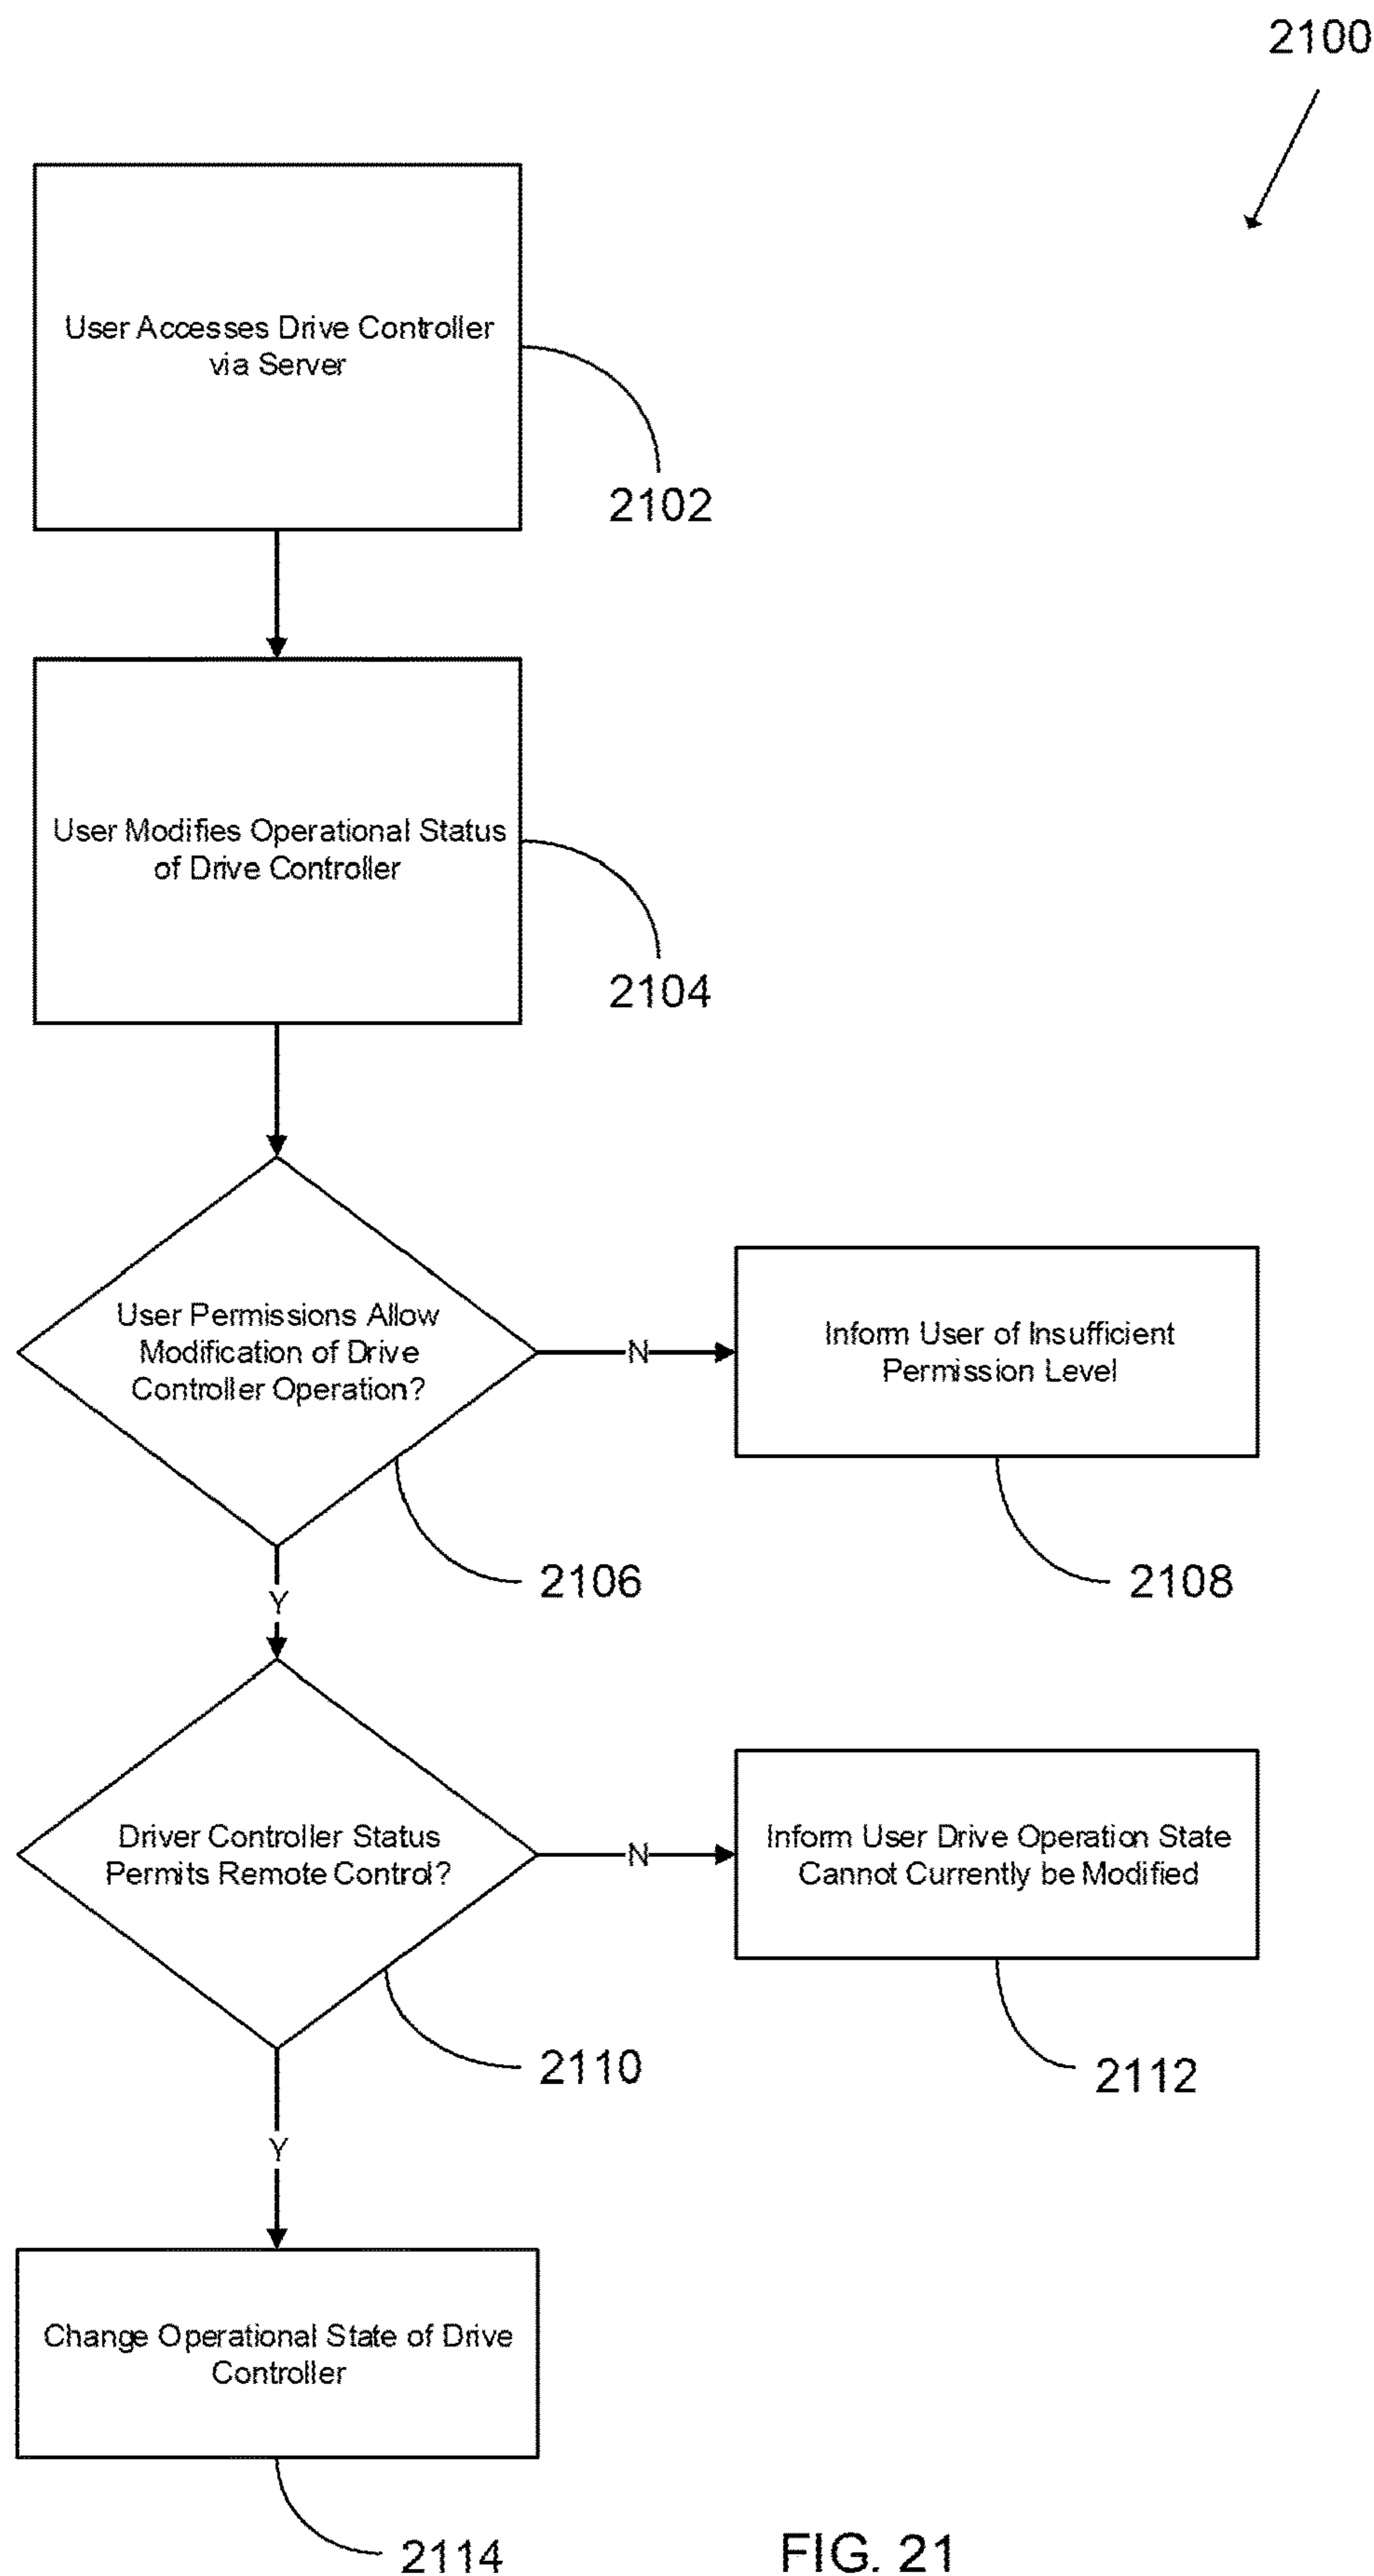 2100
User Accesses Drive Controller
via Server
2102
User Modifies Operational Status
of Drive Controller
2104
User Permissions Allow
Modification of Drive
Controller Operation?
N
Inform User of Insufficient
Permission Level
2106
2108
Y
Driver Controller Status
Permits Remote Control?
N
Inform User Drive Operation State
Cannot Currently be Modified
2110
2112
Y
Change Operational State of Drive
Controller
2114
FIG. 21